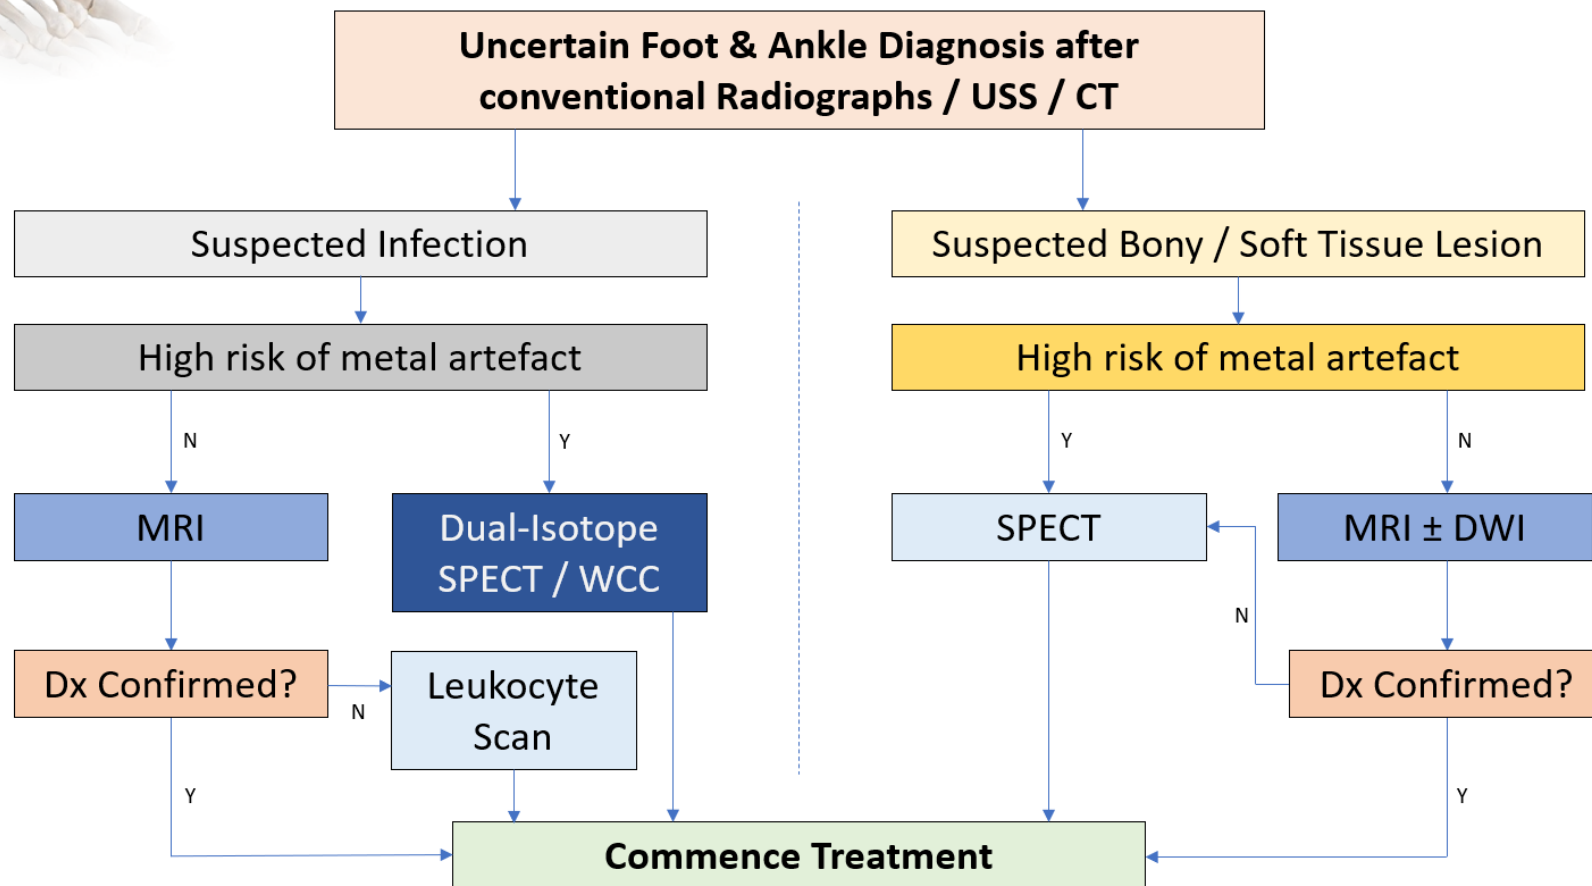 Uncertain Foot & Ankle Diagnosis after
conventional Radiographs / USS / CT
Suspected Infection
Suspected Bony / Soft Tissue Lesion
High risk of metal artefact
High risk of metal artefact
N
Y
Y
N
MRI
Dual-Isotope
SPECT / WCC
SPECT
MRI ± DWI
N
Dx Confirmed?
N
Leukocyte
Scan
Dx Confirmed?
Y
Y
Commence Treatment